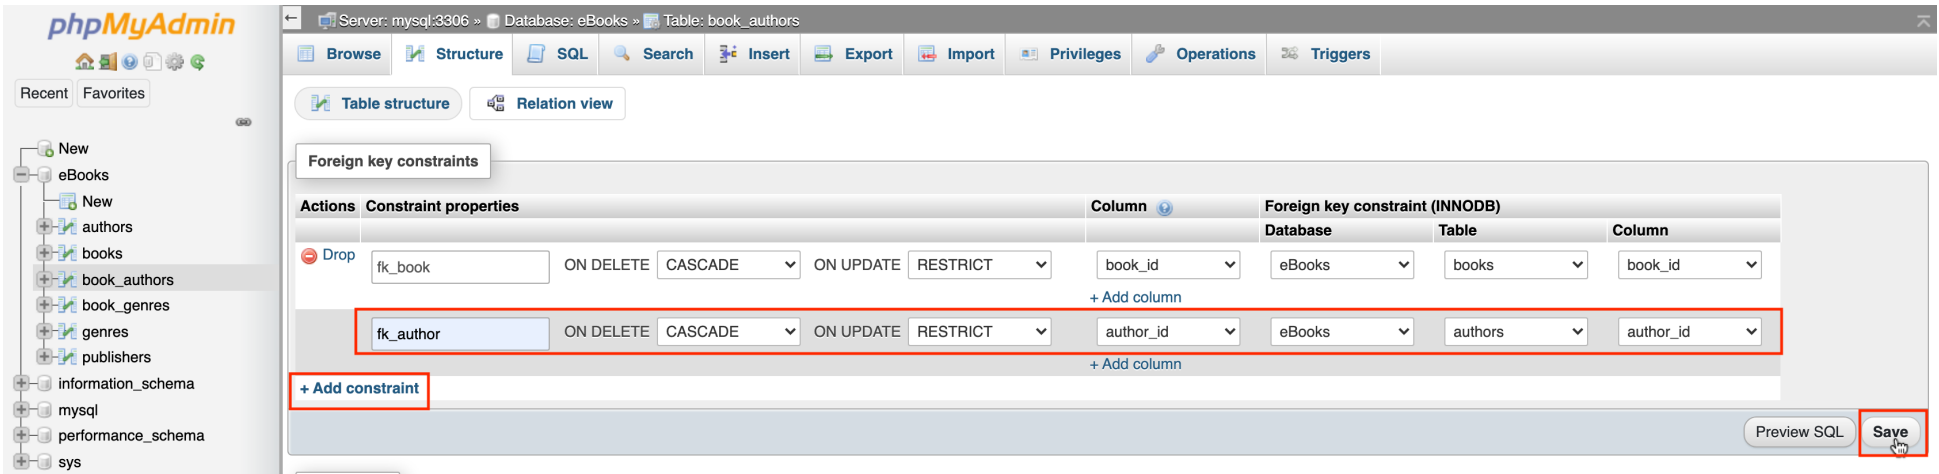 phpMyAdmin
Recent Favorites
New
eBooks
New
authors
books
book_authors
book_genres
genres
publishers
information_schema
mysql
performance_schema
sys
Server: mysql:3306 » Database: eBooks » Table: book_authors
Browse Structure SQL Search Insert Export Import Privileges Operations Triggers
Table structure Relation view
Foreign key constraints
Actions Constraint properties Column Foreign key constraint (INNODB)
Database Table Column
Drop fk_book ON DELETE CASCADE ON UPDATE RESTRICT book_id eBooks books book_id
+ Add column
fk_author ON DELETE CASCADE ON UPDATE RESTRICT author_id eBooks authors author_id
+ Add column
+ Add constraint
Preview SQL Save